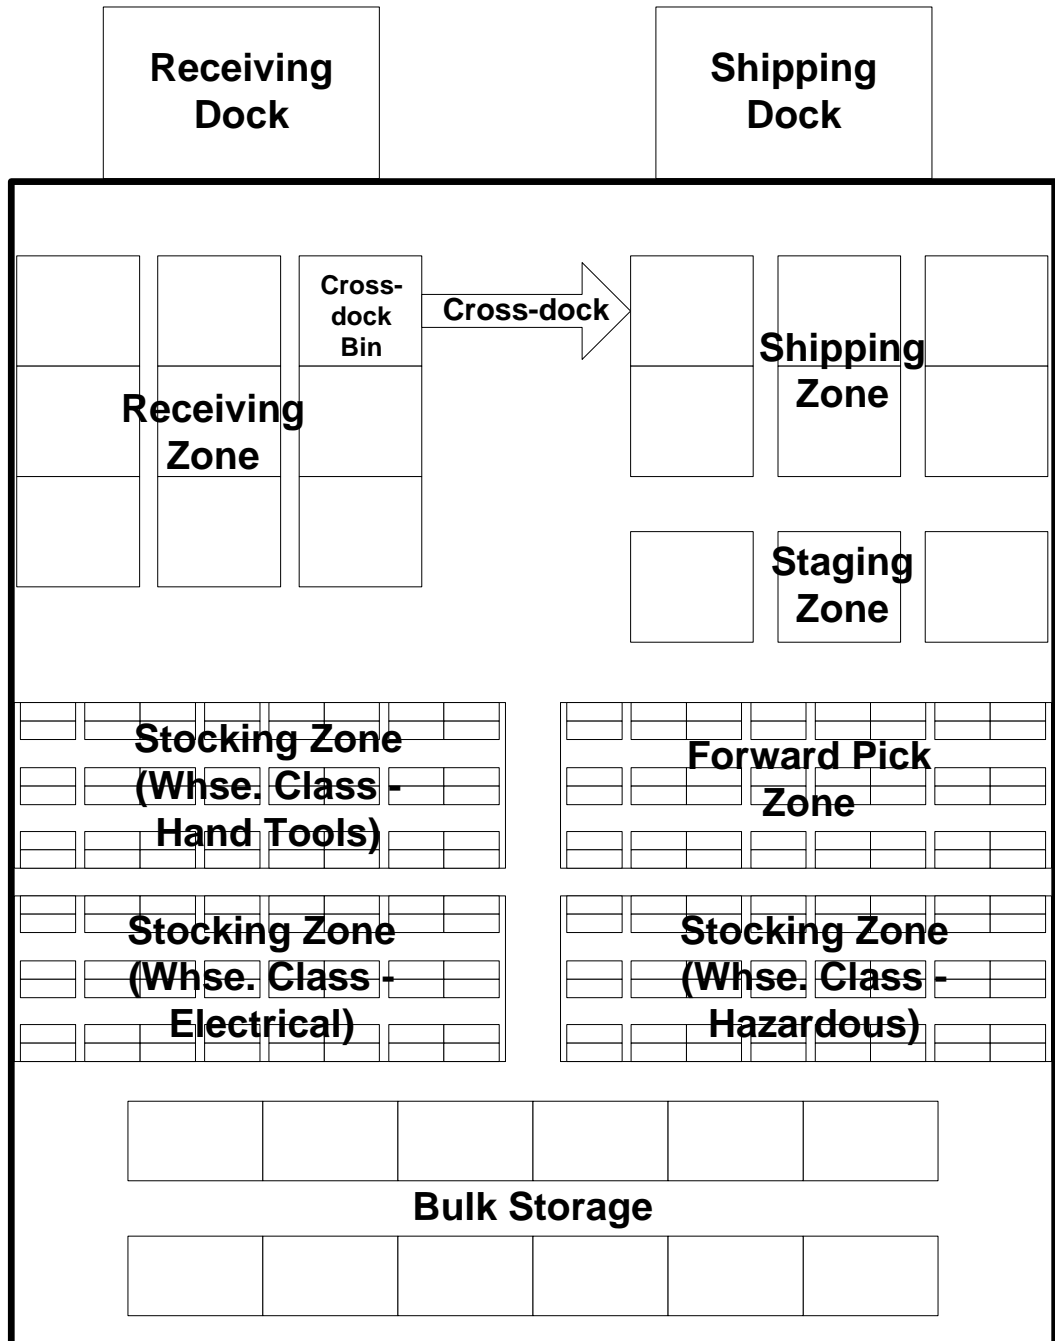 Receiving
Dock
Shipping
Dock
Cross-
dock
Bin
Cross-dock
Shipping
Zone
Receiving
Zone
Staging
Zone
Stocking Zone
(Whse. Class -
Hand Tools)
Forward Pick
Zone
Stocking Zone
(Whse. Class -
Electrical)
Stocking Zone
(Whse. Class -
Hazardous)
Bulk Storage